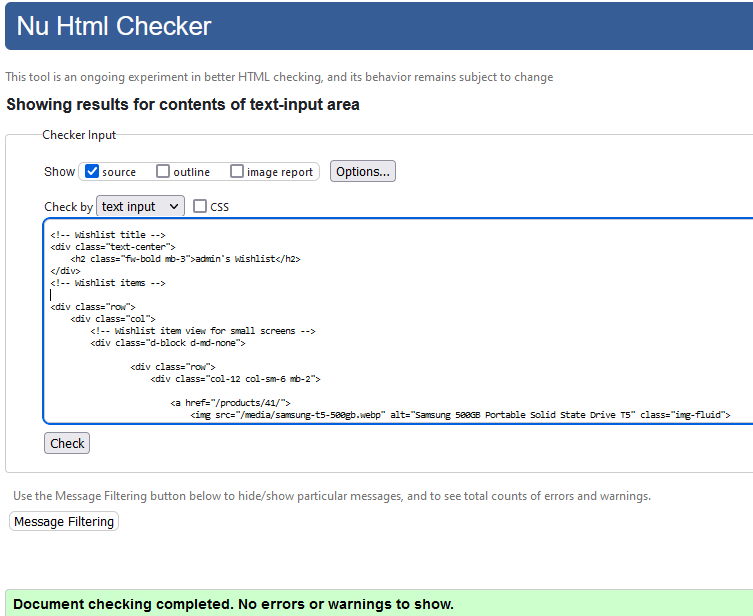 Nu Html Checker
This tool is an ongoing experiment in better HTML checking, and its behavior remains subject to change
Showing results for contents of text-input area
Checker Input
Show source outline image report Options...
Check by text input CSS
<!-- Wishlist title -->
<div class="text-center">
    <h2 class="fw-bold mb-3">admin's Wishlist</h2>
</div>
<!-- Wishlist items -->
<div class="row">
    <div class="col">
        <!-- Wishlist item view for small screens -->
        <div class="d-block d-md-none">
                <div class="row">
                    <div class="col-12 col-sm-6 mb-2">
                        <a href="/products/41/">
                            <img src="/media/samsung-t5-500gb.webp" alt="Samsung 500GB Portable Solid State Drive T5" class="img-fluid">
Check
Use the Message Filtering button below to hide/show particular messages, and to see total counts of errors and warnings.
Message Filtering
Document checking completed. No errors or warnings to show.